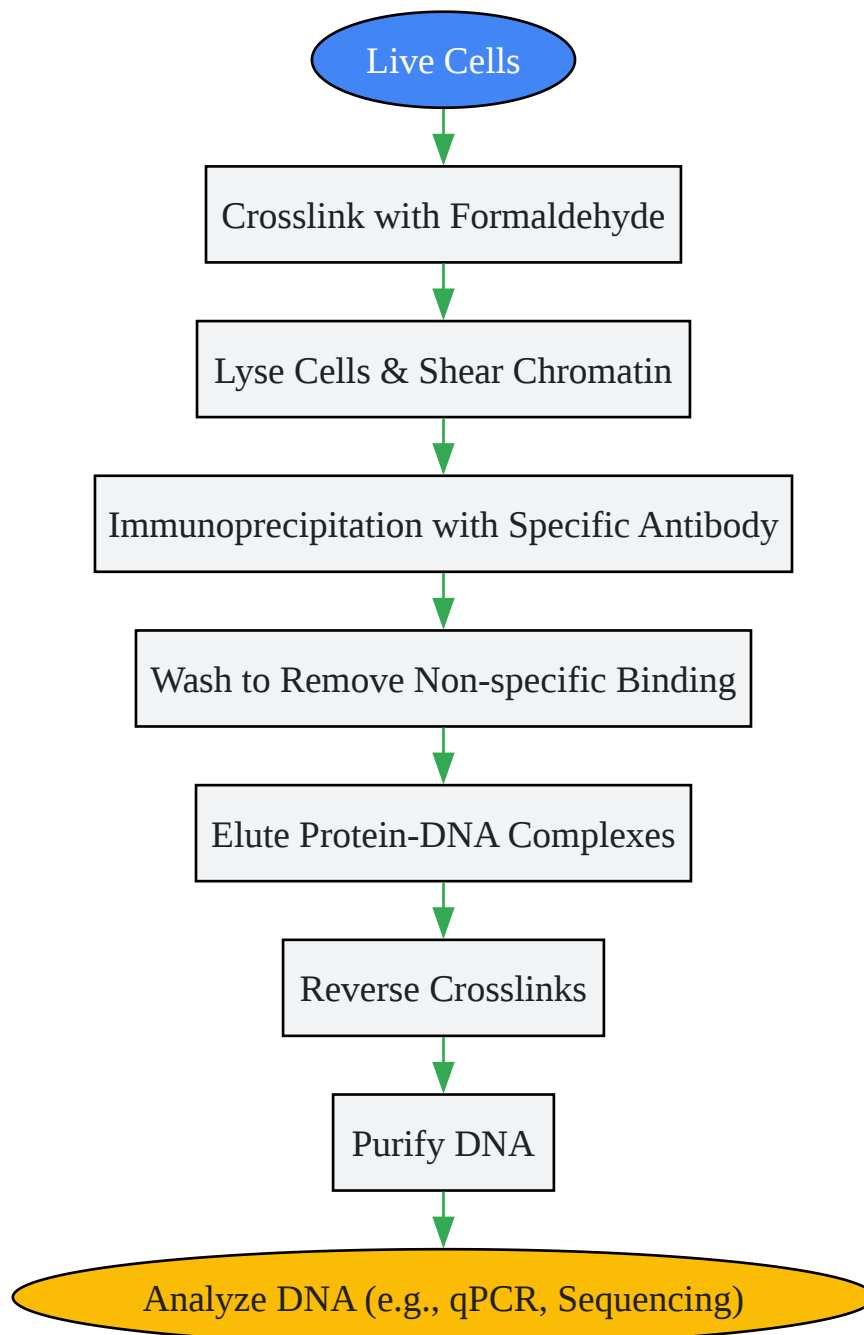 Live Cells
Crosslink with Formaldehyde
Lyse Cells & Shear Chromatin
Immunoprecipitation with Specific Antibody
Wash to Remove Non-specific Binding
Elute Protein-DNA Complexes
Reverse Crosslinks
Purify DNA
Analyze DNA (e.g., qPCR, Sequencing)